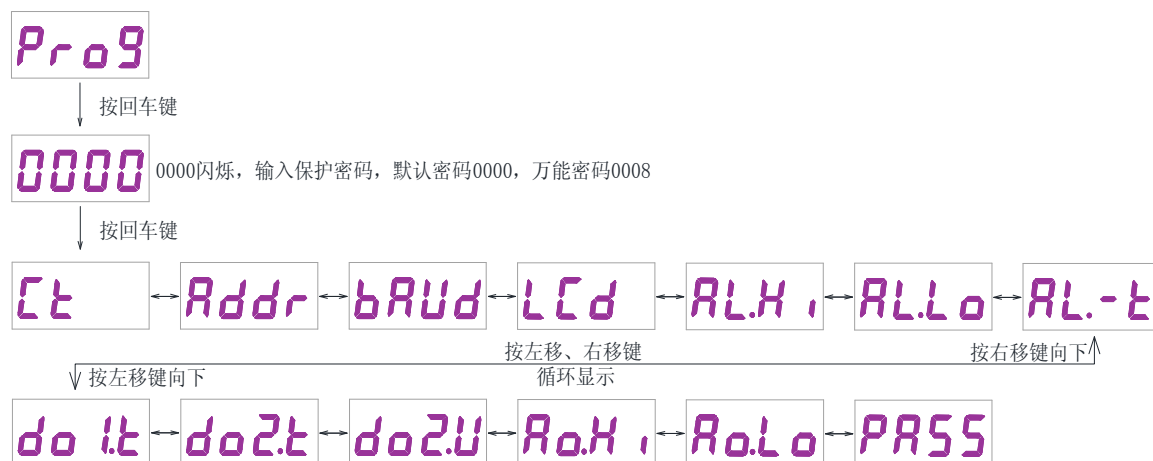 Prog
按回车键
0000 0000闪烁，输入保护密码，默认密码0000，万能密码0008
按回车键
Ct Addr bAUd LCd AL.Hi AL.Lo AL.-t
按左移、右移键 按右移键向下
按左移键向下 循环显示
do1.t do2.t do2.U Ao.Hi Ao.Lo PASS